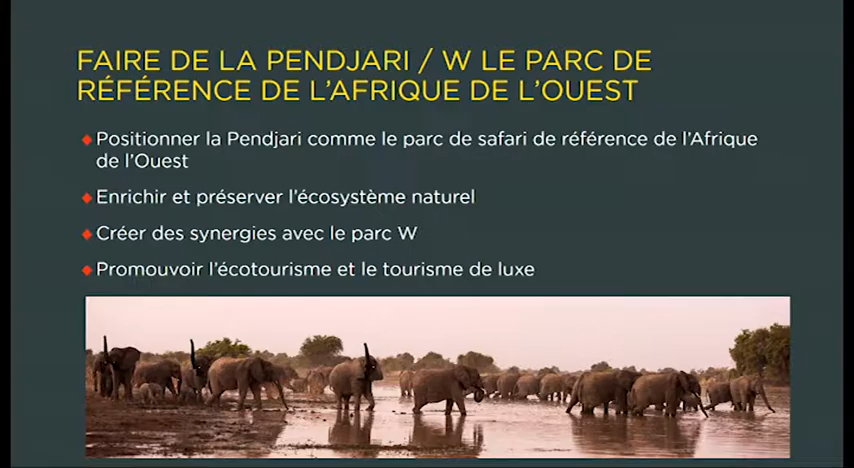 FAIRE DE LA PENDJARI / W LE PARC DE
RÉFÉRENCE DE L'AFRIQUE DE L'OUEST
Positionner la Pendjari comme le parc de safari de référence de l'Afrique
de l'Ouest
Enrichir et préserver l'écosystème naturel
Créer des synergies avec le parc W
Promouvoir l'écotourisme et le tourisme de luxe